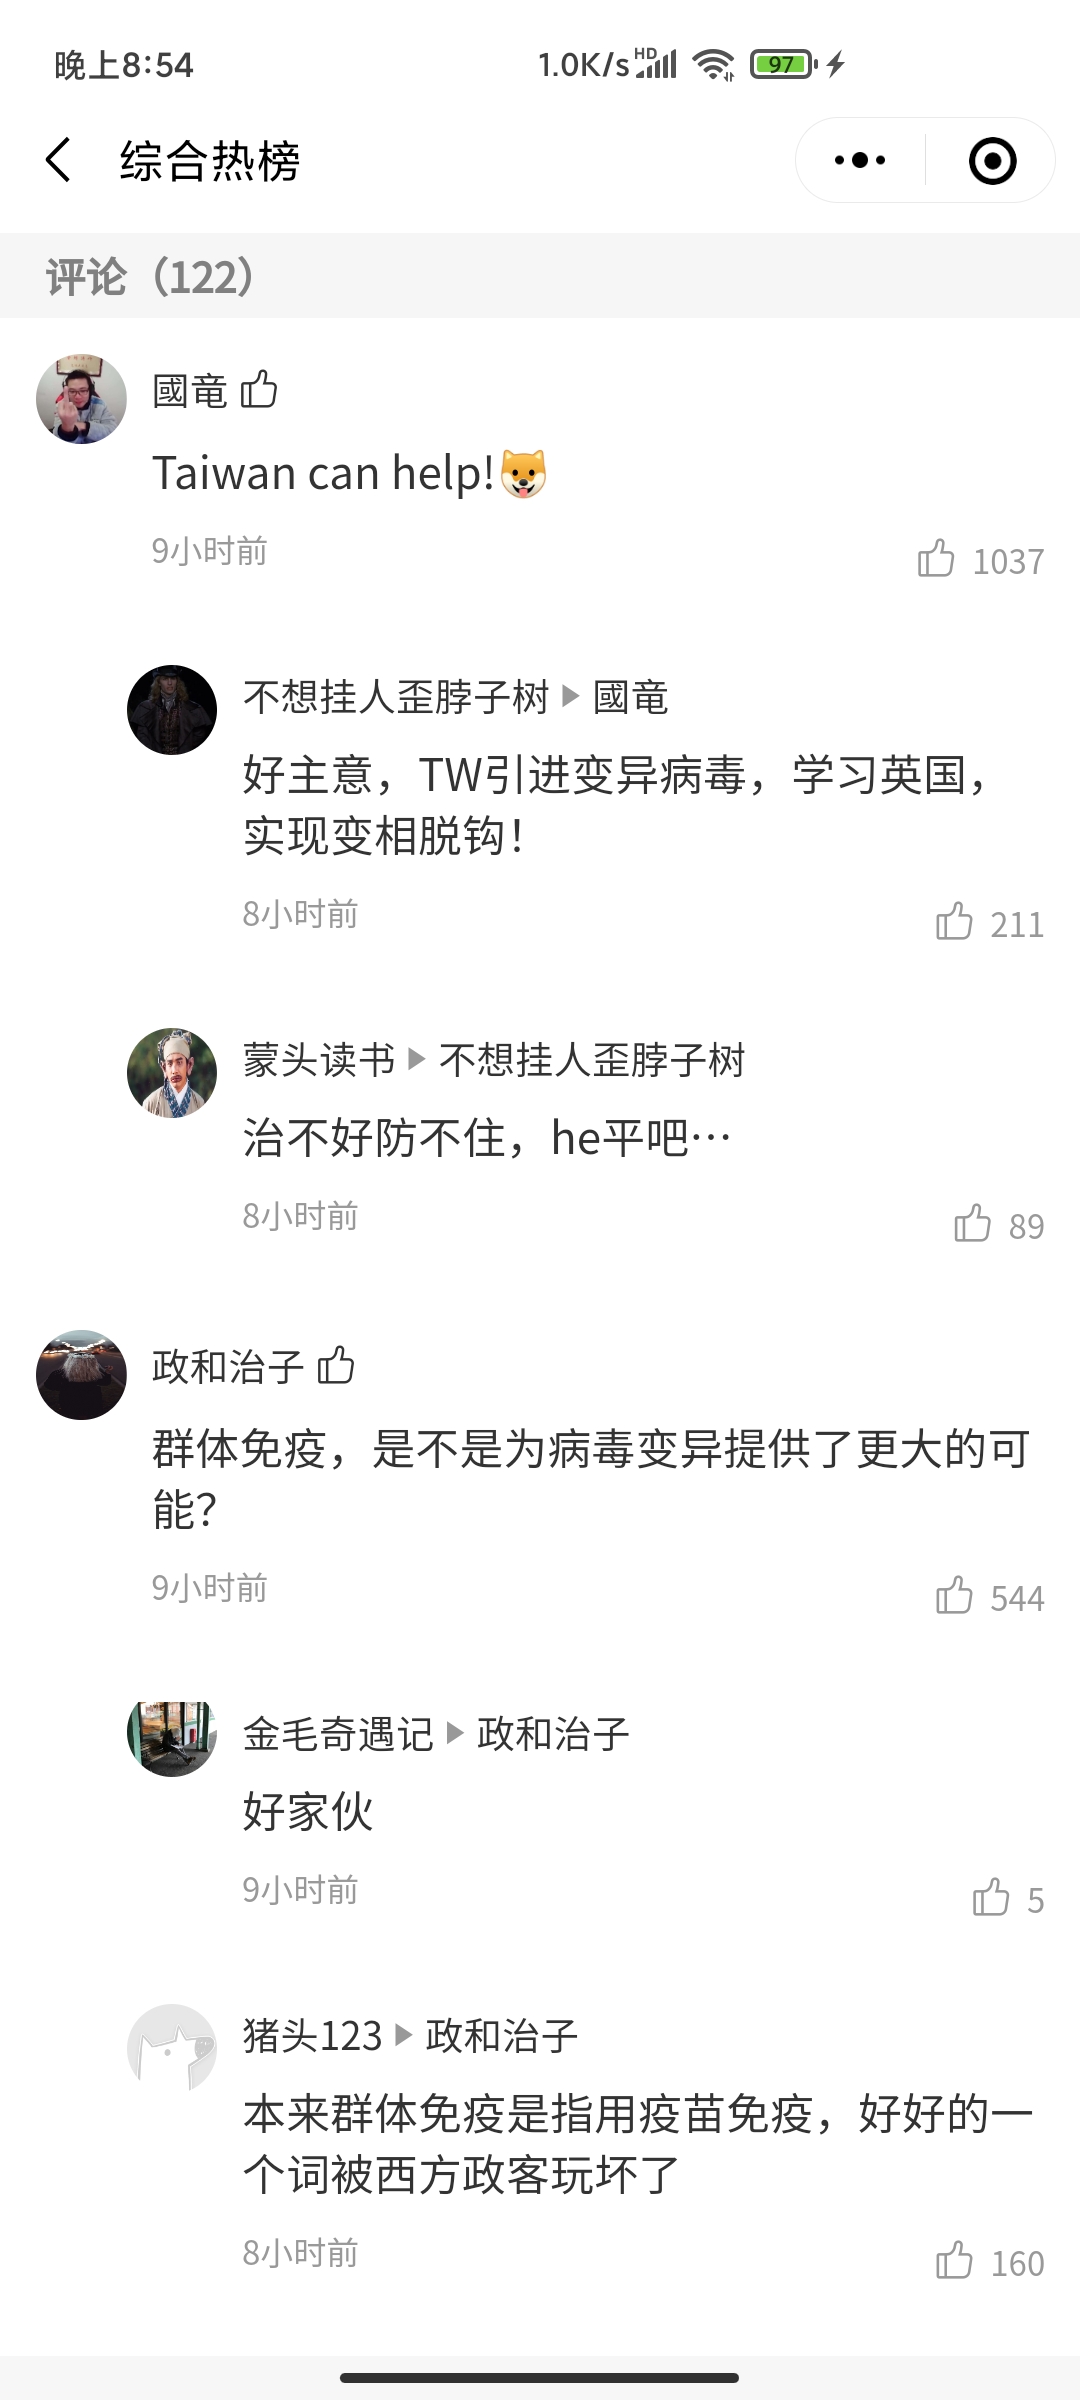 晚上8:54
1.0K/s HD 97
综合热榜
评论（122）
國竜
Taiwan can help!
9小时前
1037
不想挂人歪脖子树 國竜
好主意，TW引进变异病毒，学习英国，
实现变相脱钩！
8小时前
211
蒙头读书 不想挂人歪脖子树
治不好防不住，he平吧…
8小时前
89
政和治子
群体免疫，是不是为病毒变异提供了更大的可
能？
9小时前
544
金毛奇遇记 政和治子
好家伙
9小时前
5
猪头123 政和治子
本来群体免疫是指用疫苗免疫，好好的一
个词被西方政客玩坏了
8小时前
160